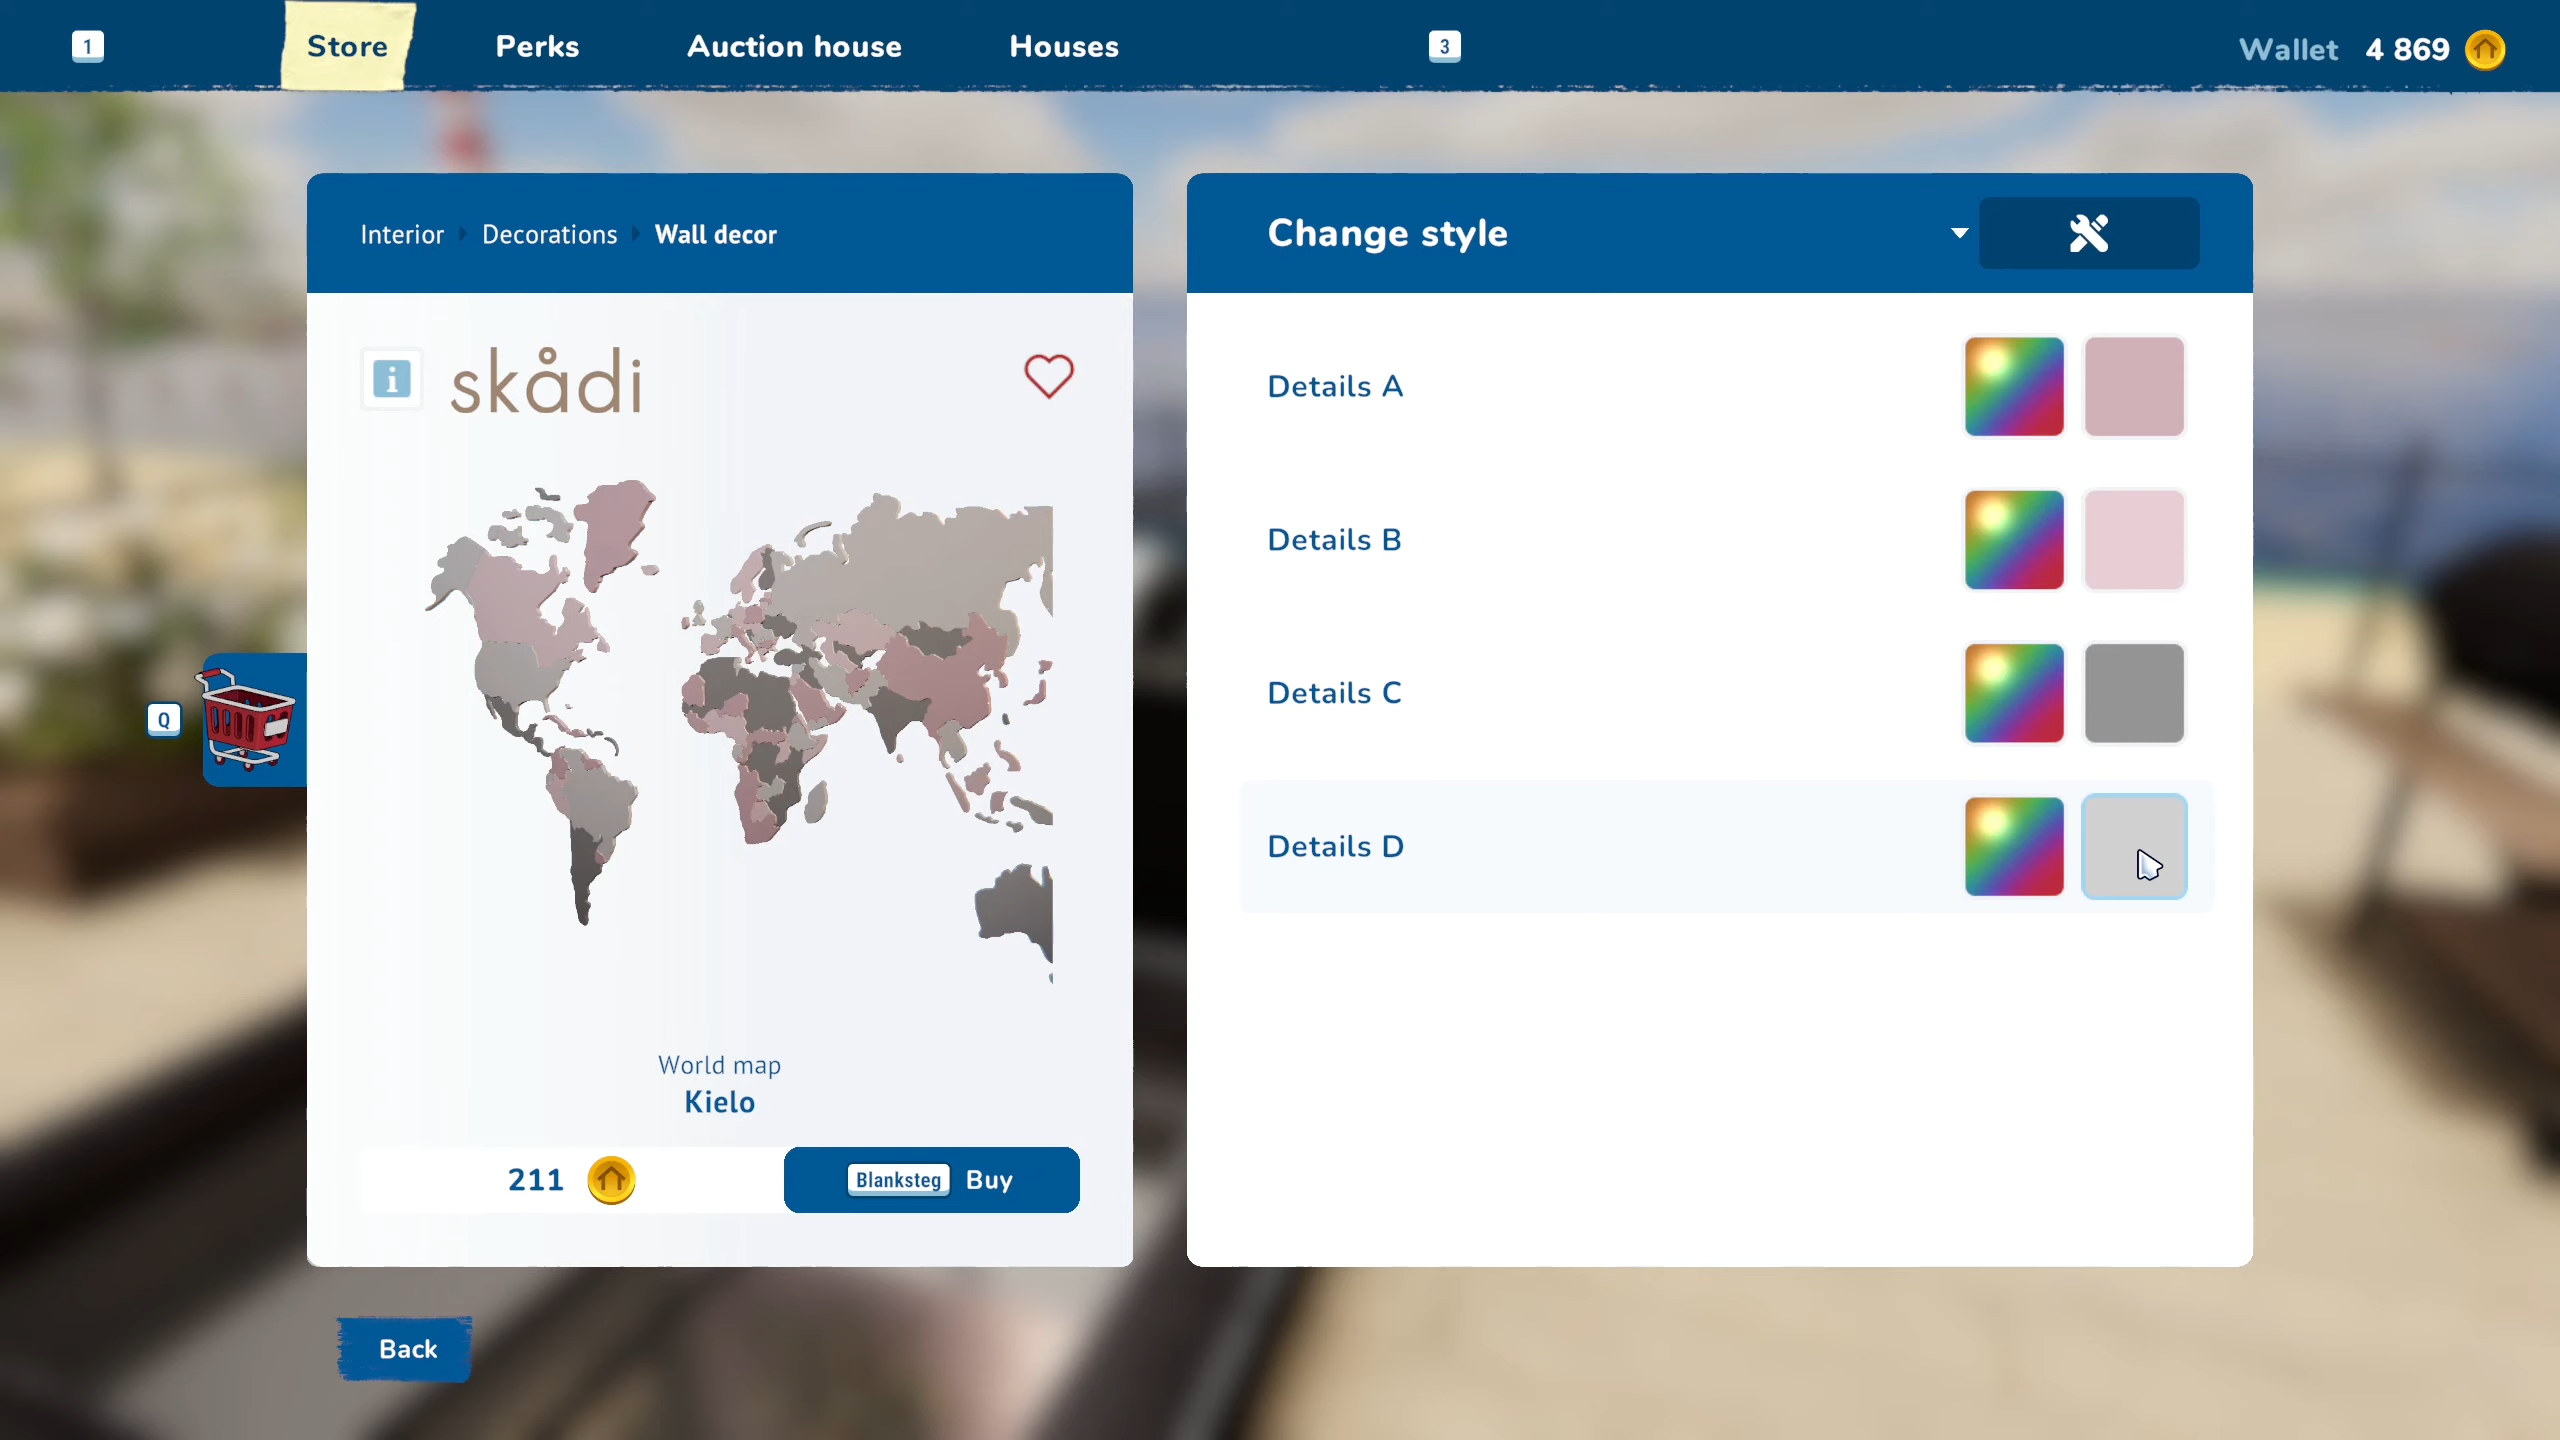 1
Store
Perks
Auction house
Houses
3
Wallet 4 869
Interior Decorations Wall decor
i skådi
Q
World map
Kielo
211
Blanksteg Buy
Back
Change style
Details A
Details B
Details C
Details D